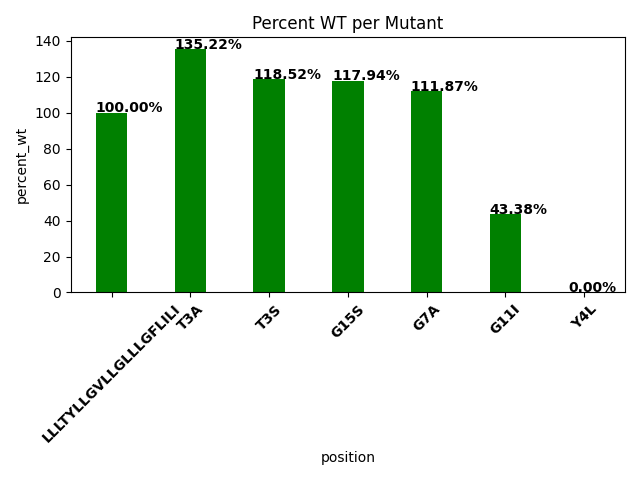 Percent WT per Mutant
percent_wt
140
120
100
80
60
40
20
0
100.00%
135.22%
118.52%
117.94%
111.87%
43.38%
0.00%
LLLTYLLGVLLGLLLGFLILI
T3A
T3S
G15S
G7A
G11I
Y4L
position